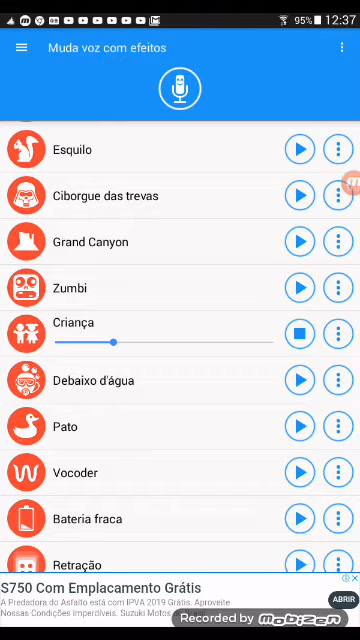 95% 12:37
Muda voz com efeitos
Esquilo
Ciborgue das trevas
Grand Canyon
Zumbi
Criança
Debaixo d'água
Pato
Vocoder
Bateria fraca
Retração
S750 Com Emplacamento Grátis
A Predadora do Asfalto está com IPVA 2019 Grátis. Aproveite
Nossas Condições Imperdíveis. Suzuki Motos
ABRIR
Recorded by mobizen